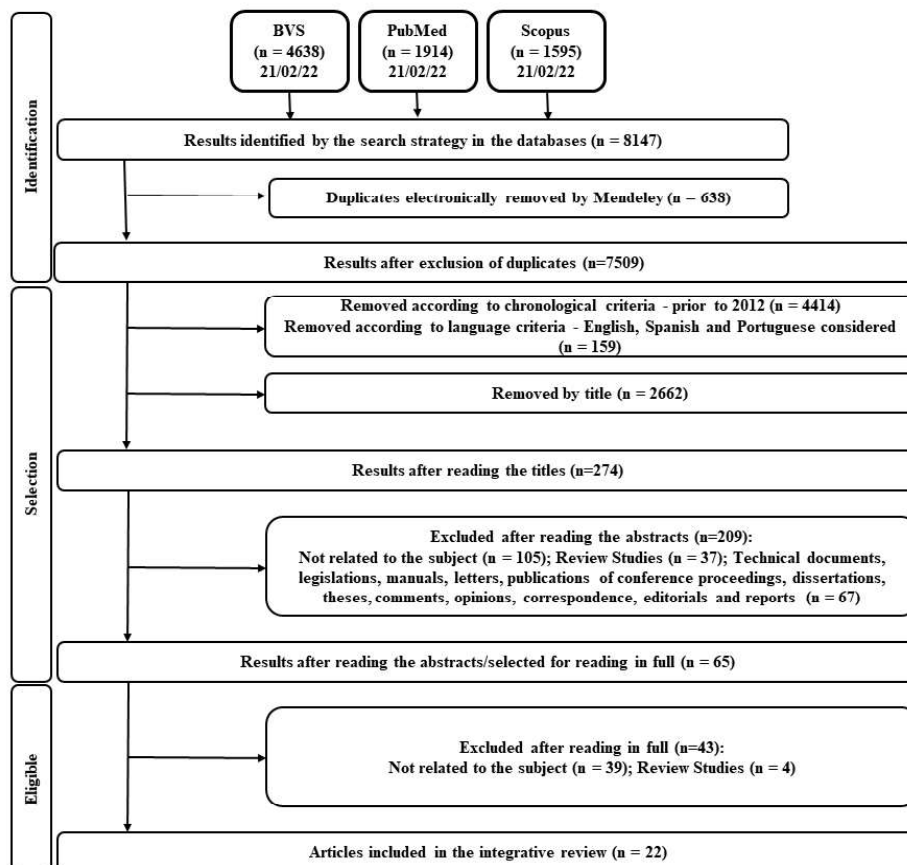 BVS
(n = 4638)
21/02/22
PubMed
(n = 1914)
21/02/22
Scopus
(n = 1595)
21/02/22
Identification
Results identified by the search strategy in the databases (n = 8147)
Duplicates electronically removed by Mendeley (n – 638)
Results after exclusion of duplicates (n=7509)
Selection
Removed according to chronological criteria - prior to 2012 (n = 4414)
Removed according to language criteria - English, Spanish and Portuguese considered
(n = 159)
Removed by title (n = 2662)
Results after reading the titles (n=274)
Excluded after reading the abstracts (n=209):
Not related to the subject (n = 105); Review Studies (n = 37); Technical documents,
legislations, manuals, letters, publications of conference proceedings, dissertations,
theses, comments, opinions, correspondence, editorials and reports (n = 67)
Results after reading the abstracts/selected for reading in full (n = 65)
Eligible
Excluded after reading in full (n=43):
Not related to the subject (n = 39); Review Studies (n = 4)
Articles included in the integrative review (n = 22)